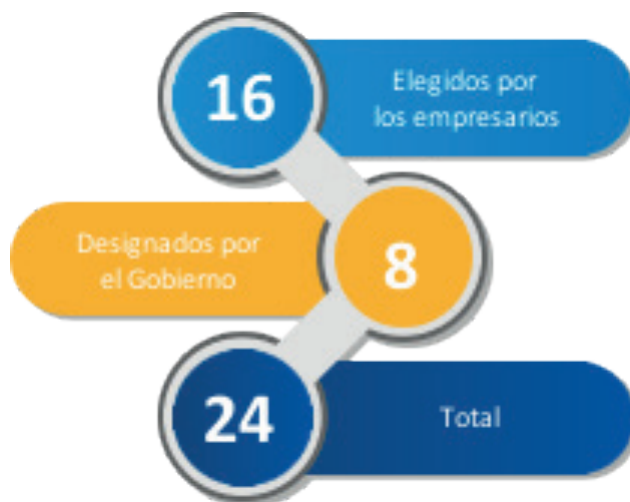 16
Elegidos por
los empresarios
Designados por
el Gobierno
8
24
Total